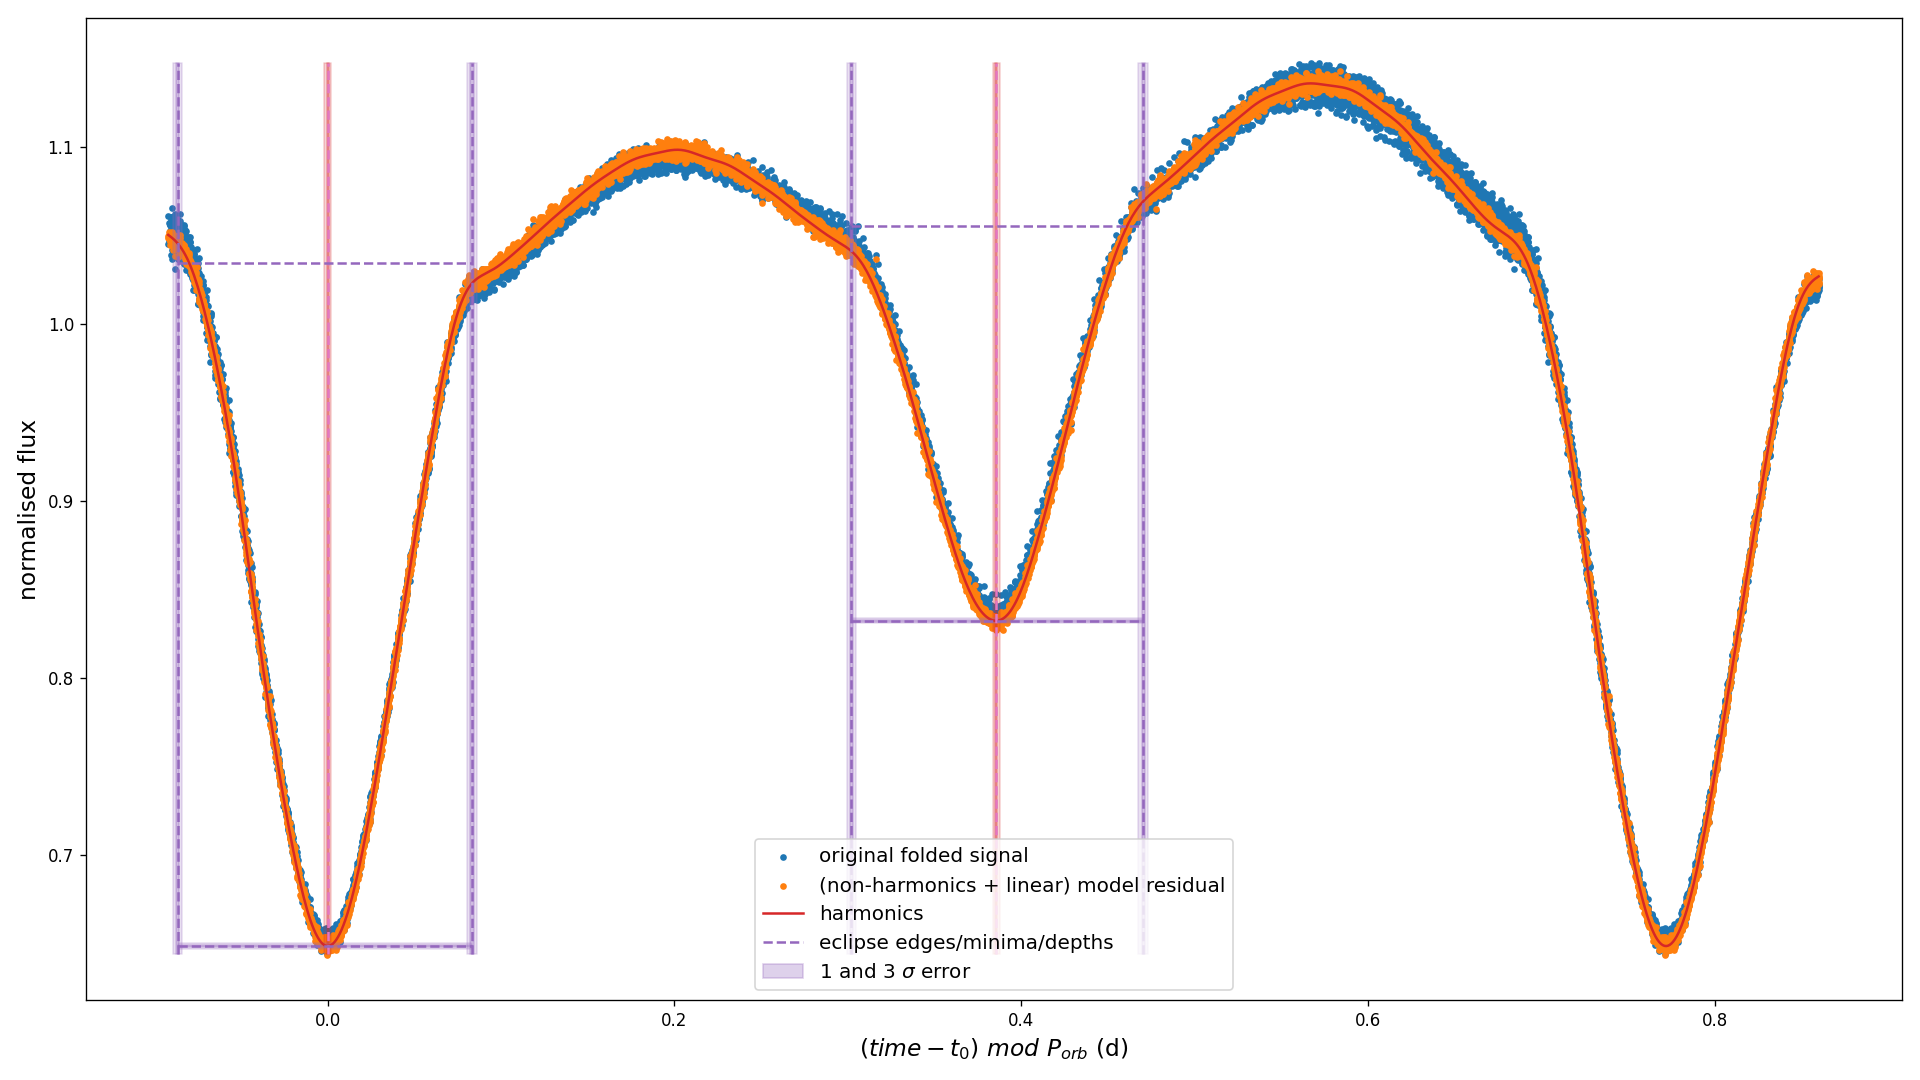 1.1
1.0
0.9
0.8
0.7
normalised flux
original folded signal
(non-harmonics + linear) model residual
harmonics
eclipse edges/minima/depths
1 and 3 σ error
0.0 0.2 0.4 0.6 0.8
(time − t₀) mod Pₒᵣb (d)